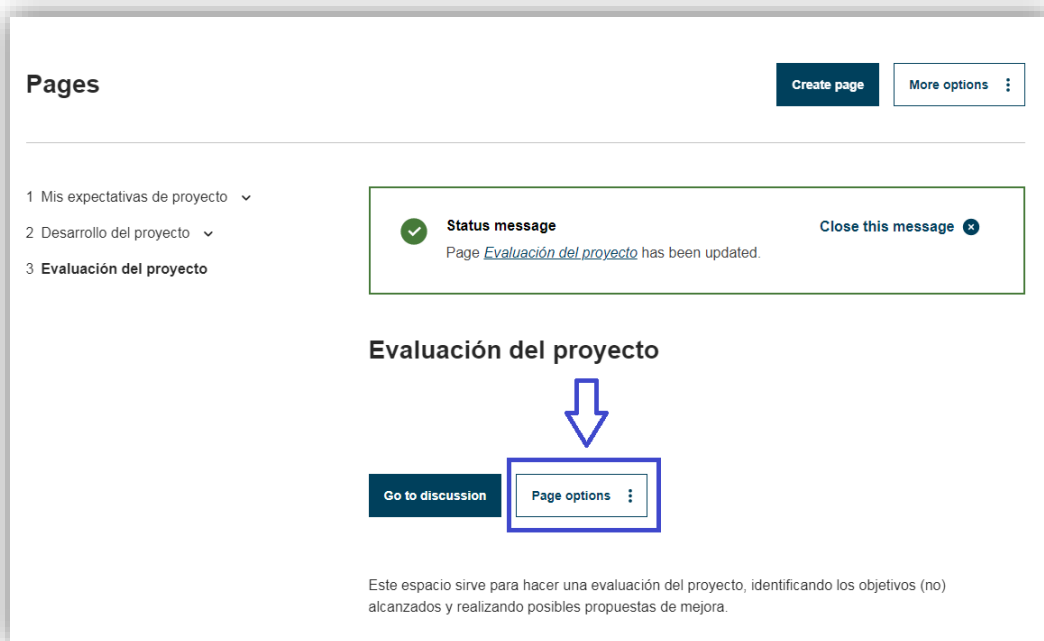 Pages
Create page
More options
1 Mis expectativas de proyecto
2 Desarrollo del proyecto
3 Evaluación del proyecto
Status message
Close this message
Page Evaluación del proyecto has been updated.
Evaluación del proyecto
Go to discussion
Page options
Este espacio sirve para hacer una evaluación del proyecto, identificando los objetivos (no)
alcanzados y realizando posibles propuestas de mejora.